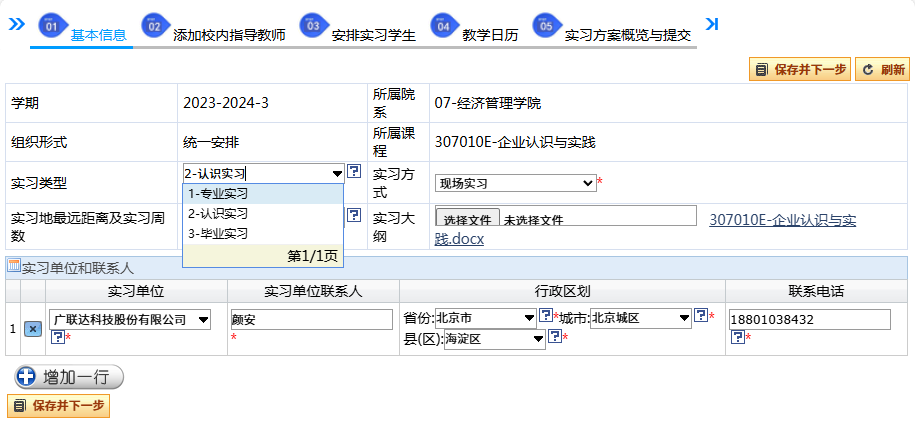 01 基本信息 02 添加校内指导教师 03 安排实习学生 04 教学日历 05 实习方案概览与提交
保存并下一步 刷新
学期 2023-2024-3 所属院系 07-经济管理学院
组织形式 统一安排 所属课程 307010E-企业认识与实践
实习类型 2-认识实习 实习方式 现场实习 *
1-专业实习
2-认识实习
3-毕业实习
第1/1页
实习地最远距离及实习周数 实习大纲 选择文件 未选择文件 307010E-企业认识与实践.docx
实习单位和联系人
实习单位 实习单位联系人 行政区划 联系电话
1 广联达科技股份有限公司 * 颜安 * 省份:北京市 * 城市:北京城区 * 18801038432 *
县(区):海淀区 *
增加一行
保存并下一步